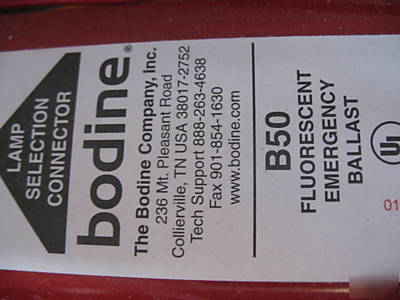 LAMP
SELECTION
CONNECTOR
bodine®
The Bodine Company, Inc.
236 Mt. Pleasant Road
Collierville, TN USA 38017-2752
Tech Support 888-263-4638
Fax 901-854-1630
www.bodine.com
B50
FLUORESCENT
EMERGENCY
BALLAST
UL
01